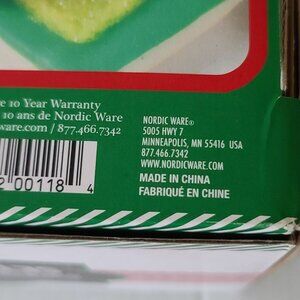 e 10 Year Warranty
10 ans de Nordic Ware
ware.com / 877.466.7342
2 00118 4
NORDIC WARE®
5005 HWY 7
MINNEAPOLIS, MN 55416 USA
877.466.7342
WWW.NORDICWARE.COM
MADE IN CHINA
FABRIQUÉ EN CHINE